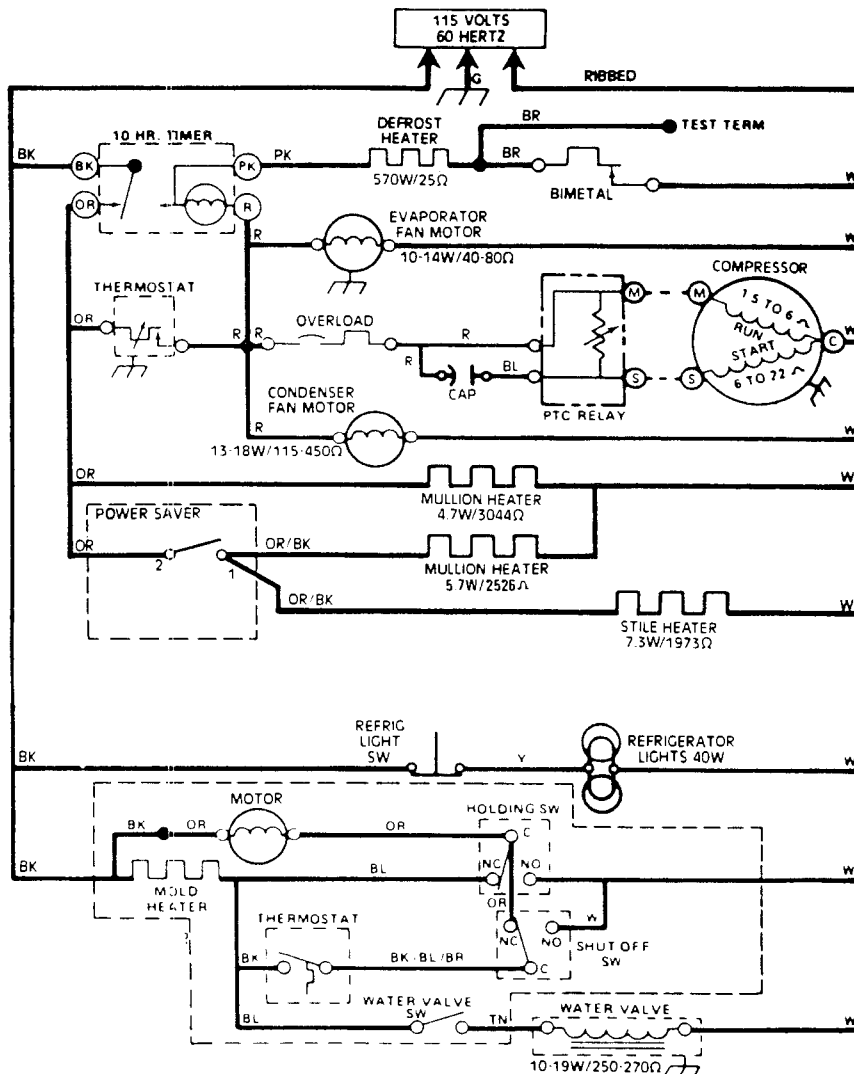 115 VOLTS
60 HERTZ
G
RIBBED
10 HR. TIMER
BK
BK
PK
PK
DEFROST
HEATER
570W/25Ω
BR
TEST TERM
BR
BIMETAL
W
OR
R
R
EVAPORATOR
FAN MOTOR
10-14W/40-80Ω
W
THERMOSTAT
OR
R
R
OVERLOAD
R
R
CAP
BL
M
S
PTC RELAY
COMPRESSOR
M
1.5 TO 6
RUN
START
6 TO 22
S
C
W
CONDENSER
FAN MOTOR
R
13-18W/115-450Ω
W
OR
MULLION HEATER
4.7W/3044Ω
W
POWER SAVER
OR
2
1
OR/BK
MULLION HEATER
5.7W/2526Ω
OR/BK
STILE HEATER
7.3W/1973Ω
W
BK
REFRIG
LIGHT
SW
Y
REFRIGERATOR
LIGHTS 40W
W
MOTOR
BK
OR
OR
HOLDING SW
C
BK
MOLD
HEATER
BL
NC
NO
W
OR
W
NC
NO
SHUT OFF
SW
C
THERMOSTAT
BK
BK-BL/BR
BL
WATER VALVE
SW
TN
WATER VALVE
10-19W/250-270Ω
W